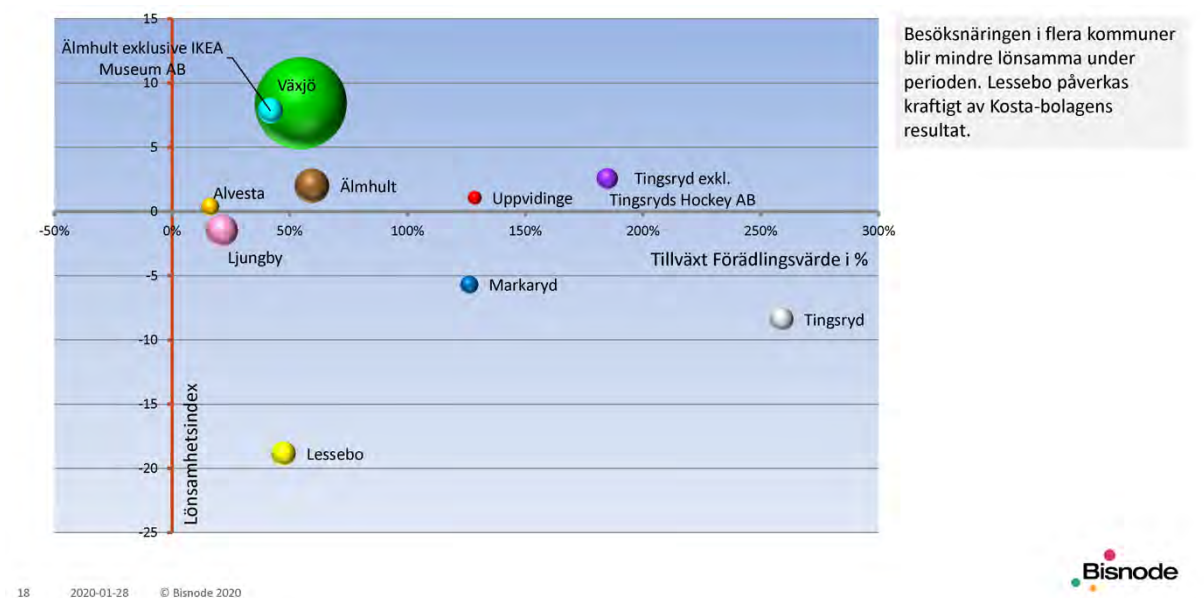 15
Älmhult exklusive IKEA
Museum AB
10
Växjö
5
Älmhult
Tingsryd exkl.
Tingsryds Hockey AB
Alvesta
Uppvidinge
0
-50%
0%
50%
100%
150%
200%
250%
300%
Ljungby
Tillväxt Förädlingsvärde i %
-5
Markaryd
Tingsryd
-10
-15
Lönsamhetsindex
Lessebo
-20
-25
Besöksnäringen i flera kommuner
blir mindre lönsamma under
perioden. Lessebo påverkas
kraftigt av Kosta-bolagens
resultat.
Bisnode
18 2020-01-28 © Bisnode 2020